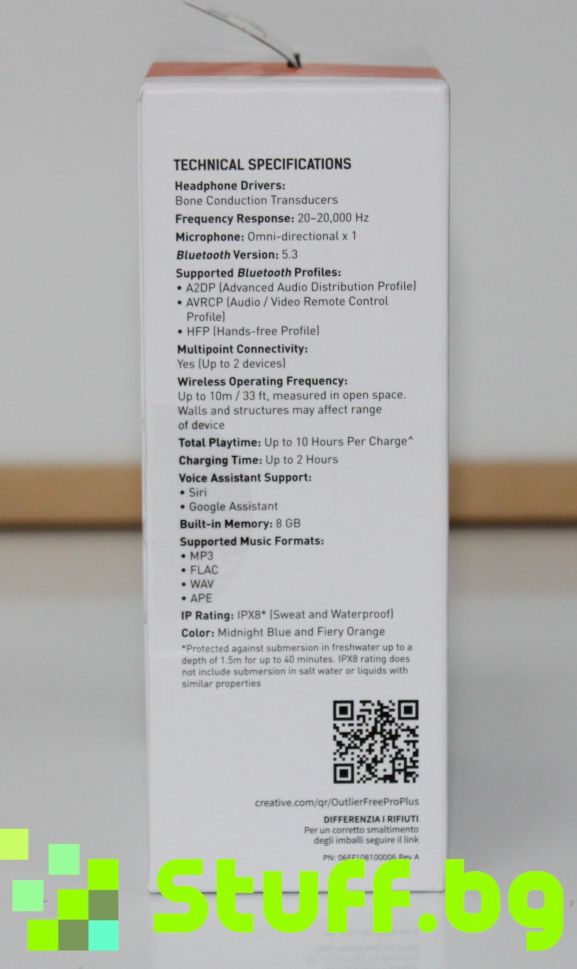 TECHNICAL SPECIFICATIONS
Headphone Drivers:
Bone Conduction Transducers
Frequency Response: 20–20,000 Hz
Microphone: Omni-directional x 1
Bluetooth Version: 5.3
Supported Bluetooth Profiles:
• A2DP (Advanced Audio Distribution Profile)
• AVRCP (Audio / Video Remote Control
Profile)
• HFP (Hands-free Profile)
Multipoint Connectivity:
Yes (Up to 2 devices)
Wireless Operating Frequency:
Up to 10m / 33 ft, measured in open space.
Walls and structures may affect range
of device
Total Playtime: Up to 10 Hours Per Charge^
Charging Time: Up to 2 Hours
Voice Assistant Support:
• Siri
• Google Assistant
Built-in Memory: 8 GB
Supported Music Formats:
• MP3
• FLAC
• WAV
• APE
IP Rating: IPX8* (Sweat and Waterproof)
Color: Midnight Blue and Fiery Orange
*Protected against submersion in freshwater up to a
depth of 1.5m for up to 40 minutes. IPX8 rating does
not include submersion in salt water or liquids with
similar properties
creative.com/qr/OutlierFreeProPlus
DIFFERENZIA I RIFIUTI
Per un corretto smaltimento
degli imballi seguire il link
PN: 06EF108100006 Rev A
Stuff.bg